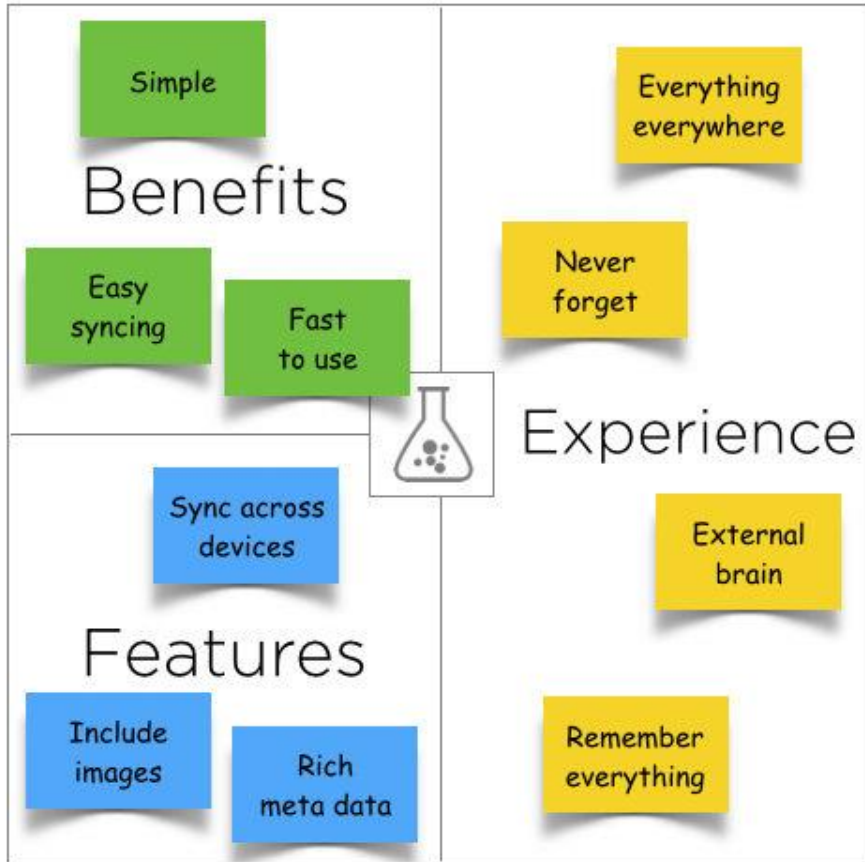 Simple
Benefits
Easy
syncing
Fast
to use
Sync across
devices
Features
Include
images
Rich
meta data
Everything
everywhere
Never
forget
Experience
External
brain
Remember
everything